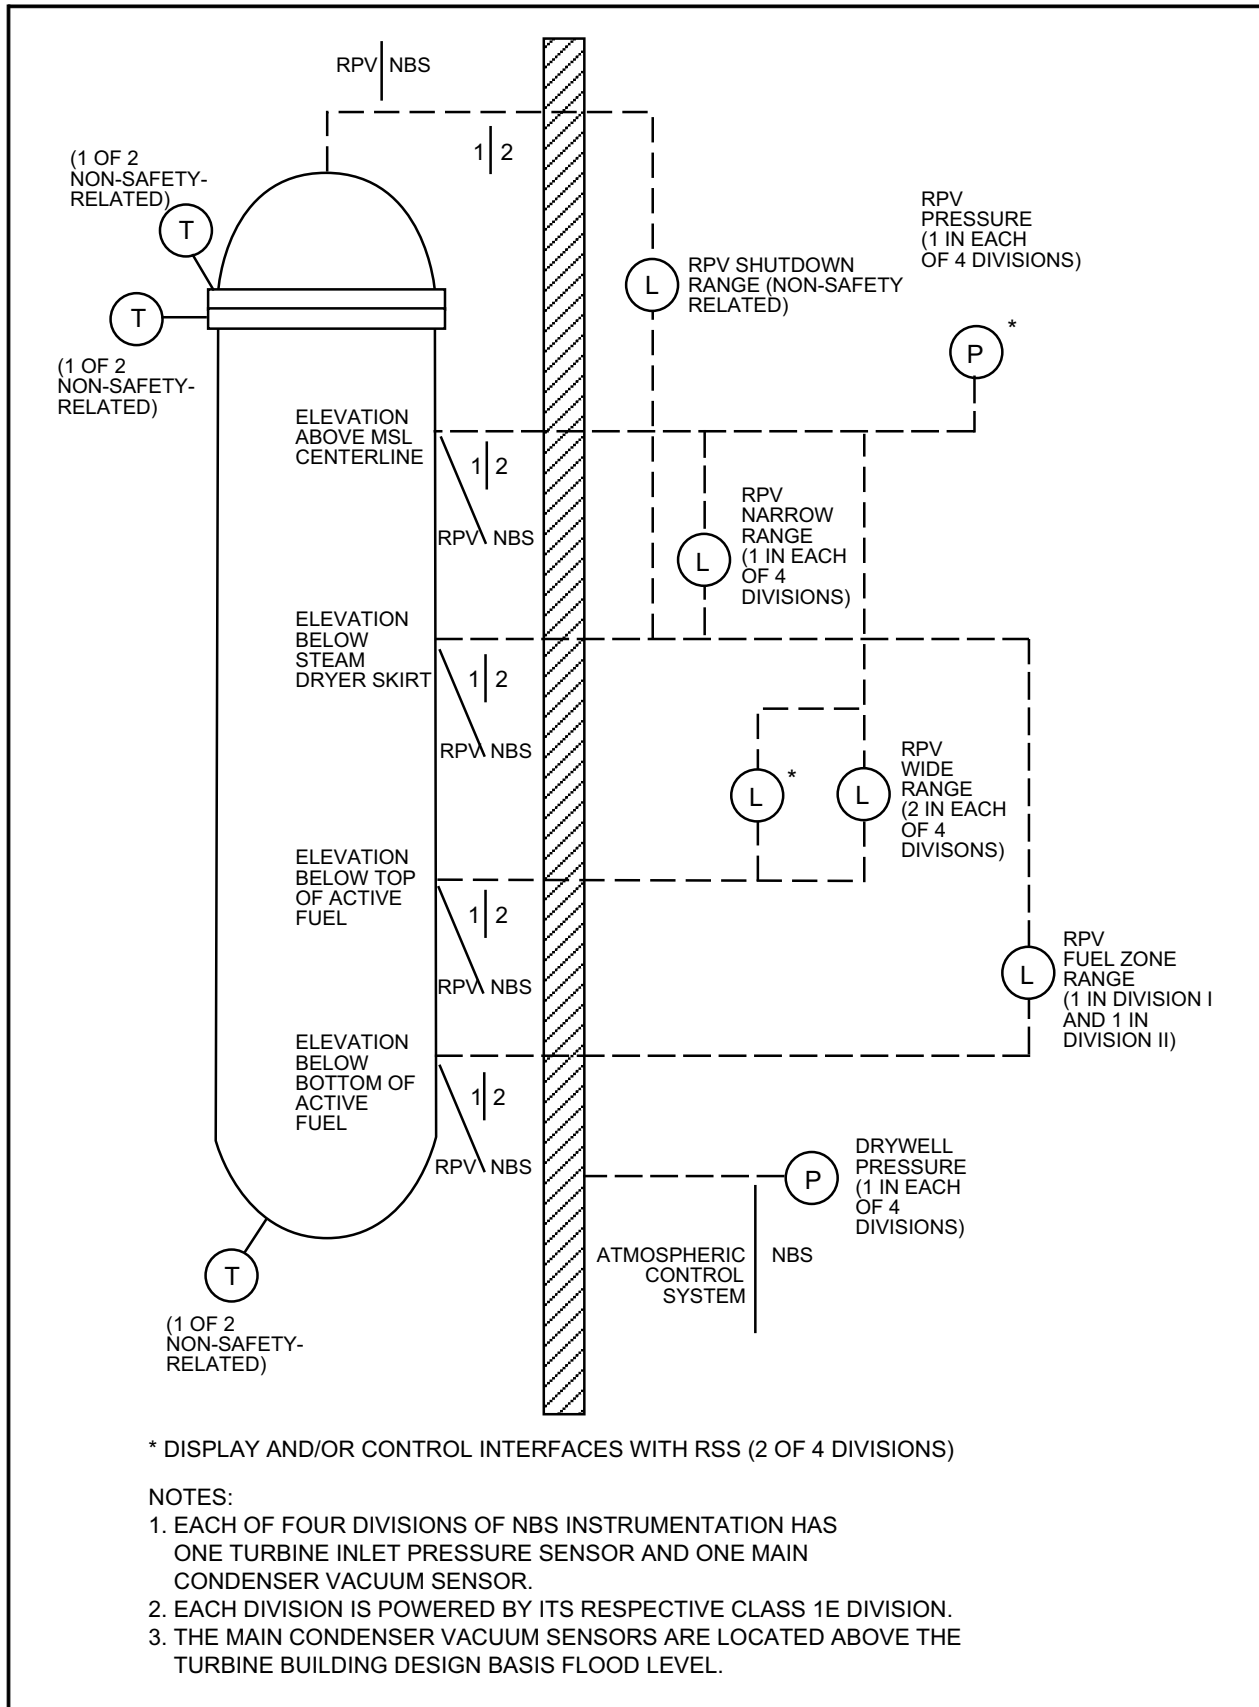 RPV NBS
1 2
(1 OF 2
NON-SAFETY-
RELATED)
T
T
(1 OF 2
NON-SAFETY-
RELATED)
RPV
PRESSURE
(1 IN EACH
OF 4 DIVISIONS)
L
RPV SHUTDOWN
RANGE (NON-SAFETY
RELATED)
P *
ELEVATION
ABOVE MSL
CENTERLINE
1 2
RPV NBS
L
RPV
NARROW
RANGE
(1 IN EACH
OF 4
DIVISIONS)
ELEVATION
BELOW
STEAM
DRYER SKIRT
1 2
RPV NBS
L *
L
RPV
WIDE
RANGE
(2 IN EACH
OF 4
DIVISONS)
ELEVATION
BELOW TOP
OF ACTIVE
FUEL
1 2
RPV NBS
L
RPV
FUEL ZONE
RANGE
(1 IN DIVISION I
AND 1 IN
DIVISION II)
ELEVATION
BELOW
BOTTOM OF
ACTIVE
FUEL
1 2
RPV NBS
P
DRYWELL
PRESSURE
(1 IN EACH
OF 4
DIVISIONS)
ATMOSPHERIC
CONTROL
SYSTEM
NBS
T
(1 OF 2
NON-SAFETY-
RELATED)
* DISPLAY AND/OR CONTROL INTERFACES WITH RSS (2 OF 4 DIVISIONS)
NOTES:
1. EACH OF FOUR DIVISIONS OF NBS INSTRUMENTATION HAS
ONE TURBINE INLET PRESSURE SENSOR AND ONE MAIN
CONDENSER VACUUM SENSOR.
2. EACH DIVISION IS POWERED BY ITS RESPECTIVE CLASS 1E DIVISION.
3. THE MAIN CONDENSER VACUUM SENSORS ARE LOCATED ABOVE THE
TURBINE BUILDING DESIGN BASIS FLOOD LEVEL.